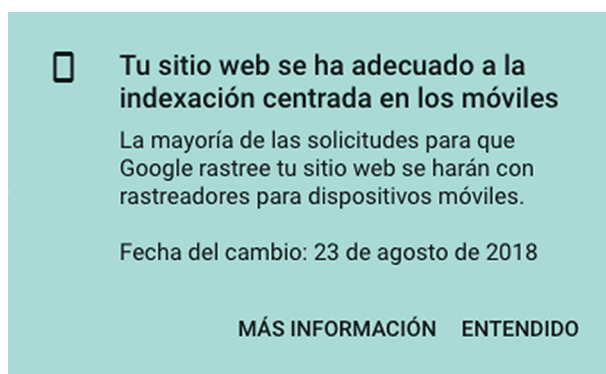 Tu sitio web se ha adecuado a la
indexación centrada en los móviles
La mayoría de las solicitudes para que
Google rastree tu sitio web se harán con
rastreadores para dispositivos móviles.
Fecha del cambio: 23 de agosto de 2018
MÁS INFORMACIÓN ENTENDIDO